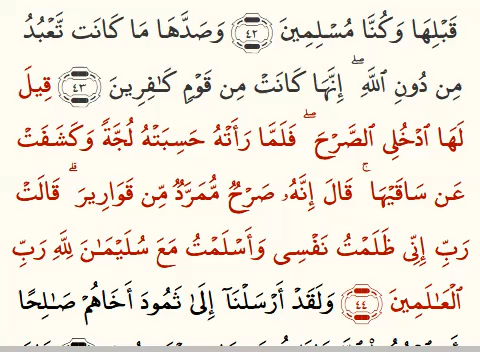 قَبْلِهَا وَكُنَّا مُسْلِمِينَ ٤٢ وَصَدَّهَا مَا كَانَت تَّعْبُدُ
مِن دُونِ ٱللَّهِۖ إِنَّهَا كَانَتْ مِن قَوْمٍۢ كَٰفِرِينَ ٤٣ قِيلَ
لَهَا ٱدْخُلِى ٱلصَّرْحَۖ فَلَمَّا رَأَتْهُ حَسِبَتْهُ لُجَّةًۭ وَكَشَفَتْ
عَن سَاقَيْهَاۚ قَالَ إِنَّهُۥ صَرْحٌۭ مُّمَرَّدٌۭ مِّن قَوَارِيرَۗ قَالَتْ
رَبِّ إِنِّى ظَلَمْتُ نَفْسِى وَأَسْلَمْتُ مَعَ سُلَيْمَٰنَ لِلَّهِ رَبِّ
ٱلْعَٰلَمِينَ ٤٤ وَلَقَدْ أَرْسَلْنَآ إِلَىٰ ثَمُودَ أَخَاهُمْ صَٰلِحًا